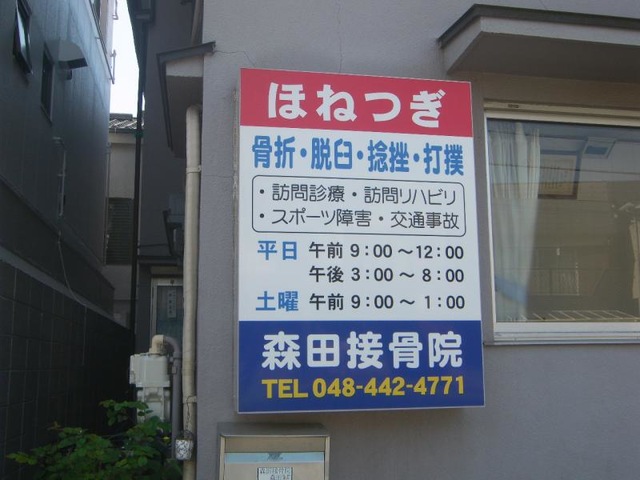 ほねつぎ
骨折・脱臼・捻挫・打撲
・訪問診療・訪問リハビリ
・スポーツ障害・交通事故
平日 午前 9:00～12:00
午後 3:00～ 8:00
土曜 午前 9:00～ 1:00
森田接骨院
TEL 048-442-4771